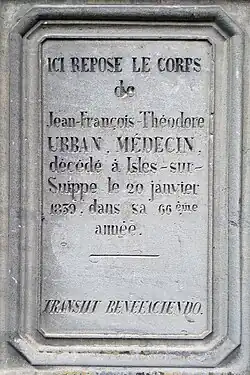 ICI REPOSE LE CORPS
de
Jean-François-Théodore
URBAN, MÉDECIN,
décédé à Isles-sur-
Suippe le 20 janvier
1839, dans sa 66ème
année.
TRANSIIT BENEFACIENDO.